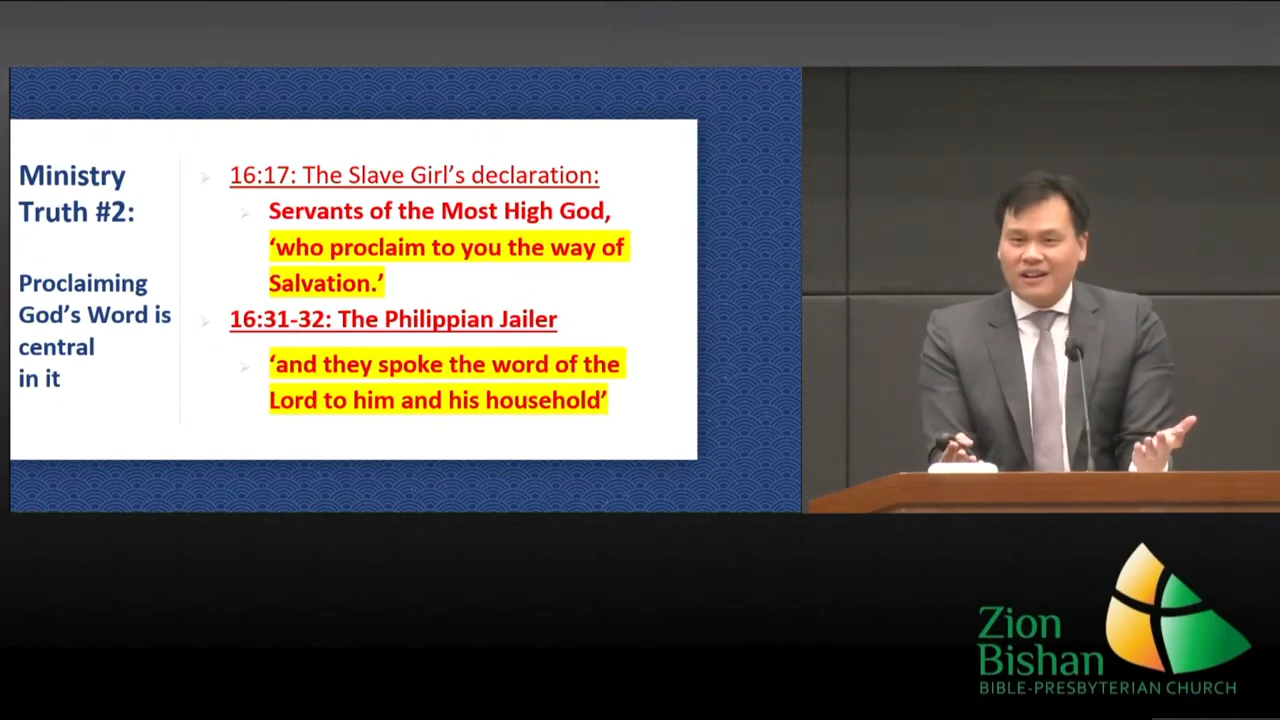 Ministry
Truth #2:
Proclaiming
God's Word is
central
in it
16:17: The Slave Girl's declaration:
Servants of the Most High God,
‘who proclaim to you the way of
Salvation.’
16:31-32: The Philippian Jailer
‘and they spoke the word of the
Lord to him and his household’
Zion
Bishan
BIBLE-PRESBYTERIAN CHURCH